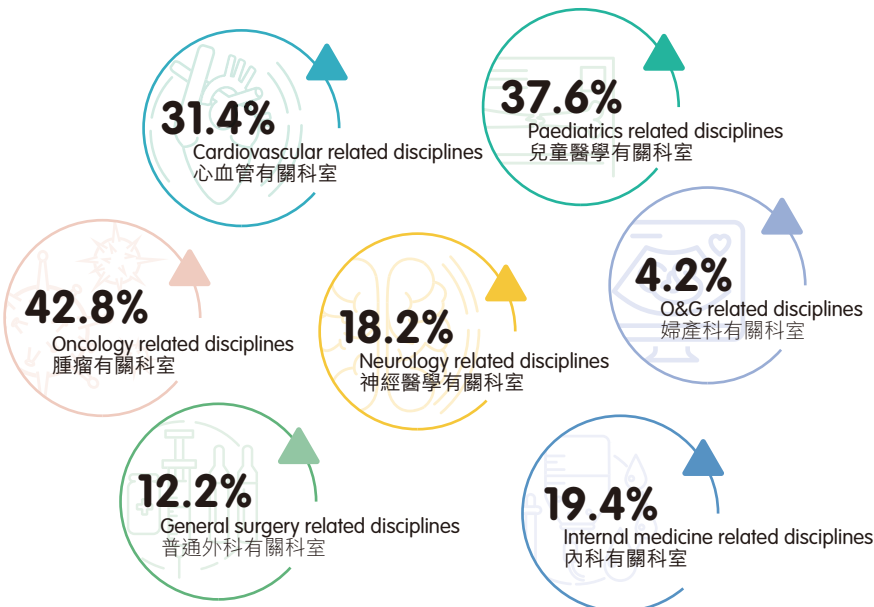 31.4%
Cardiovascular related disciplines
心血管有關科室
37.6%
Paediatrics related disciplines
兒童醫學有關科室
42.8%
Oncology related disciplines
腫瘤有關科室
18.2%
Neurology related disciplines
神經醫學有關科室
4.2%
O&G related disciplines
婦產科有關科室
12.2%
General surgery related disciplines
普通外科有關科室
19.4%
Internal medicine related disciplines
內科有關科室